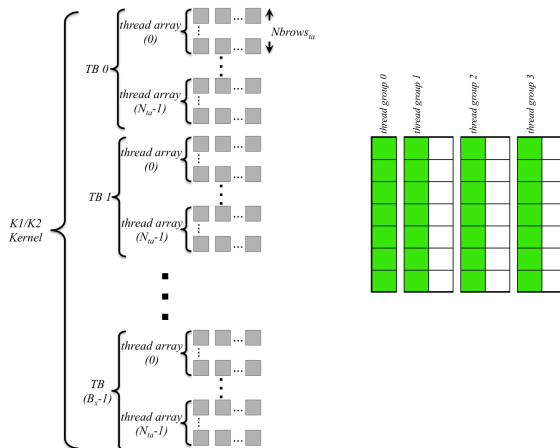 thread array
(0)
Nbrows_ta
TB 0
thread array
(N_ta-1)
thread array
(0)
TB 1
thread array
(N_ta-1)
K1/K2
Kernel
thread array
(0)
TB
(B_x-1)
thread array
(N_ta-1)
thread group 0
thread group 1
thread group 2
thread group 3